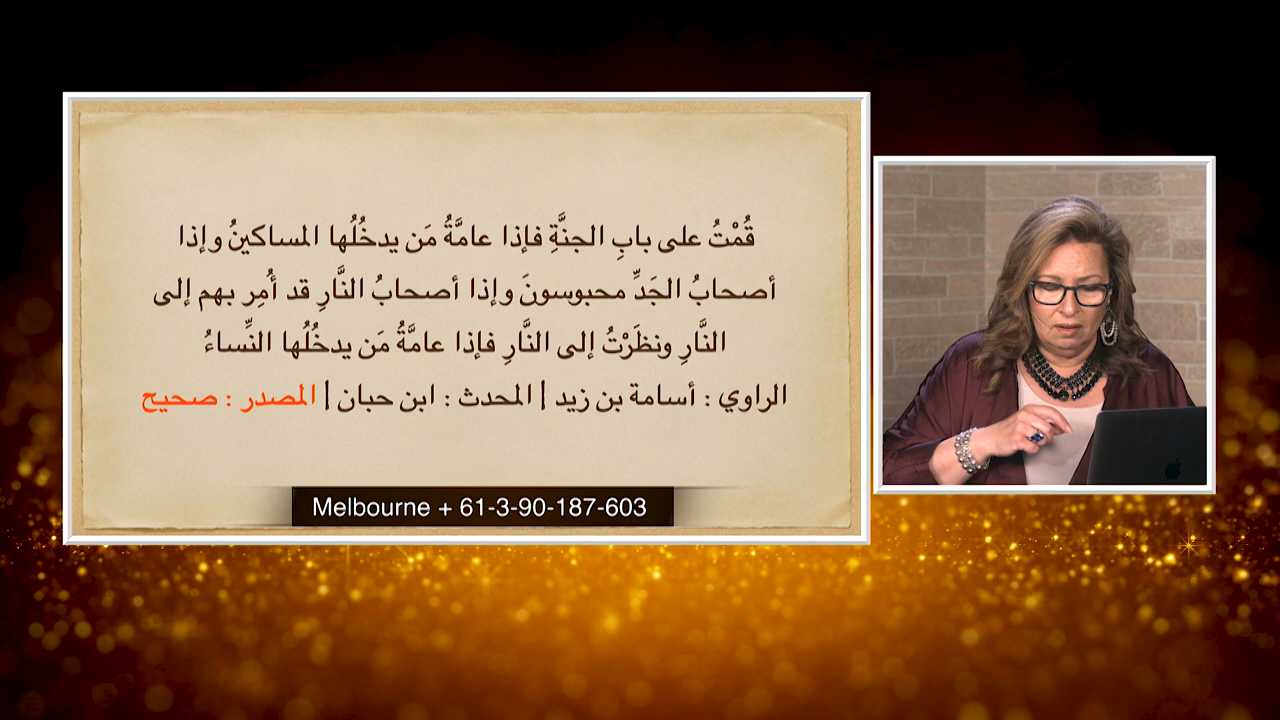 قُمْتُ على بابِ الجنَّةِ فإذا عامَّةُ مَن يدخُلُها المساكينُ وإذا
أصحابُ الجَدِّ محبوسونَ وإذا أصحابُ النَّارِ قد أُمِر بهم إلى
النَّارِ ونظَرْتُ إلى النَّارِ فإذا عامَّةُ مَن يدخُلُها النِّساءُ
الراوي : أسامة بن زيد | المحدث : ابن حبان | المصدر : صحيح
Melbourne + 61-3-90-187-603